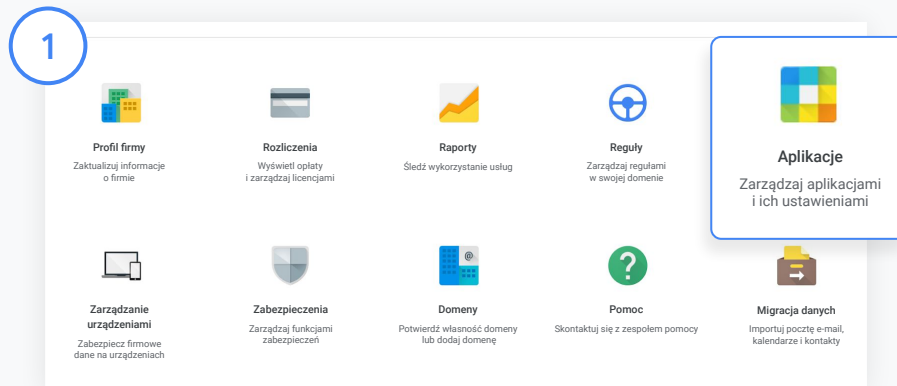 1
Profil firmy
Zaktualizuj informacje
o firmie
Rozliczenia
Wyświetl opłaty
i zarządzaj licencjami
Raporty
Śledź wykorzystanie usług
Reguły
Zarządzaj regułami
w swojej domenie
Aplikacje
Zarządzaj aplikacjami
i ich ustawieniami
Zarządzanie
urządzeniami
Zabezpiecz firmowe
dane na urządzeniach
Zabezpieczenia
Zarządzaj funkcjami
zabezpieczeń
@
Domeny
Potwierdź własność domeny
lub dodaj domenę
?
Pomoc
Skontaktuj się z zespołem pomocy
Migracja danych
Importuj pocztę e-mail,
kalendarze i kontakty